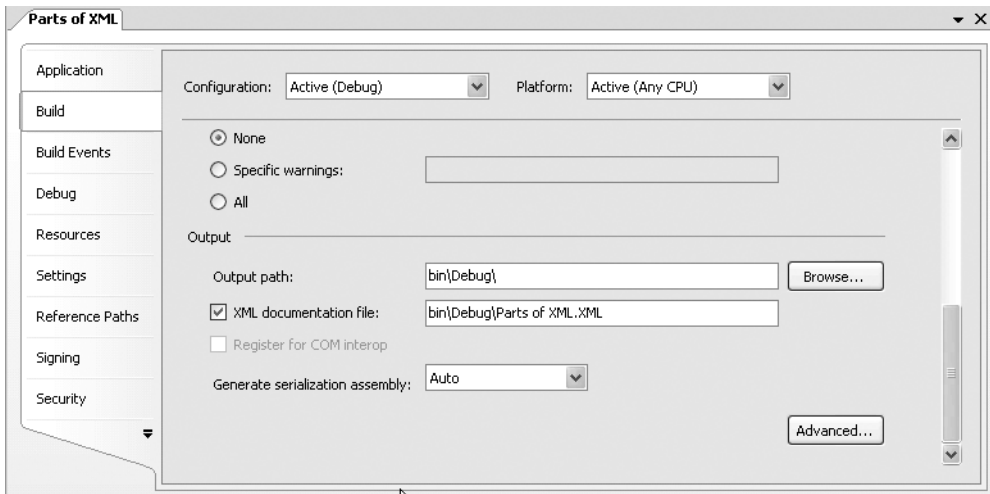 Parts of XML
Application
Build
Build Events
Debug
Resources
Settings
Reference Paths
Signing
Security
Configuration: Active (Debug) Platform: Active (Any CPU)
None
Specific warnings:
All
Output
Output path: bin\Debug\ Browse...
XML documentation file: bin\Debug\Parts of XML.XML
Register for COM interop
Generate serialization assembly: Auto
Advanced...